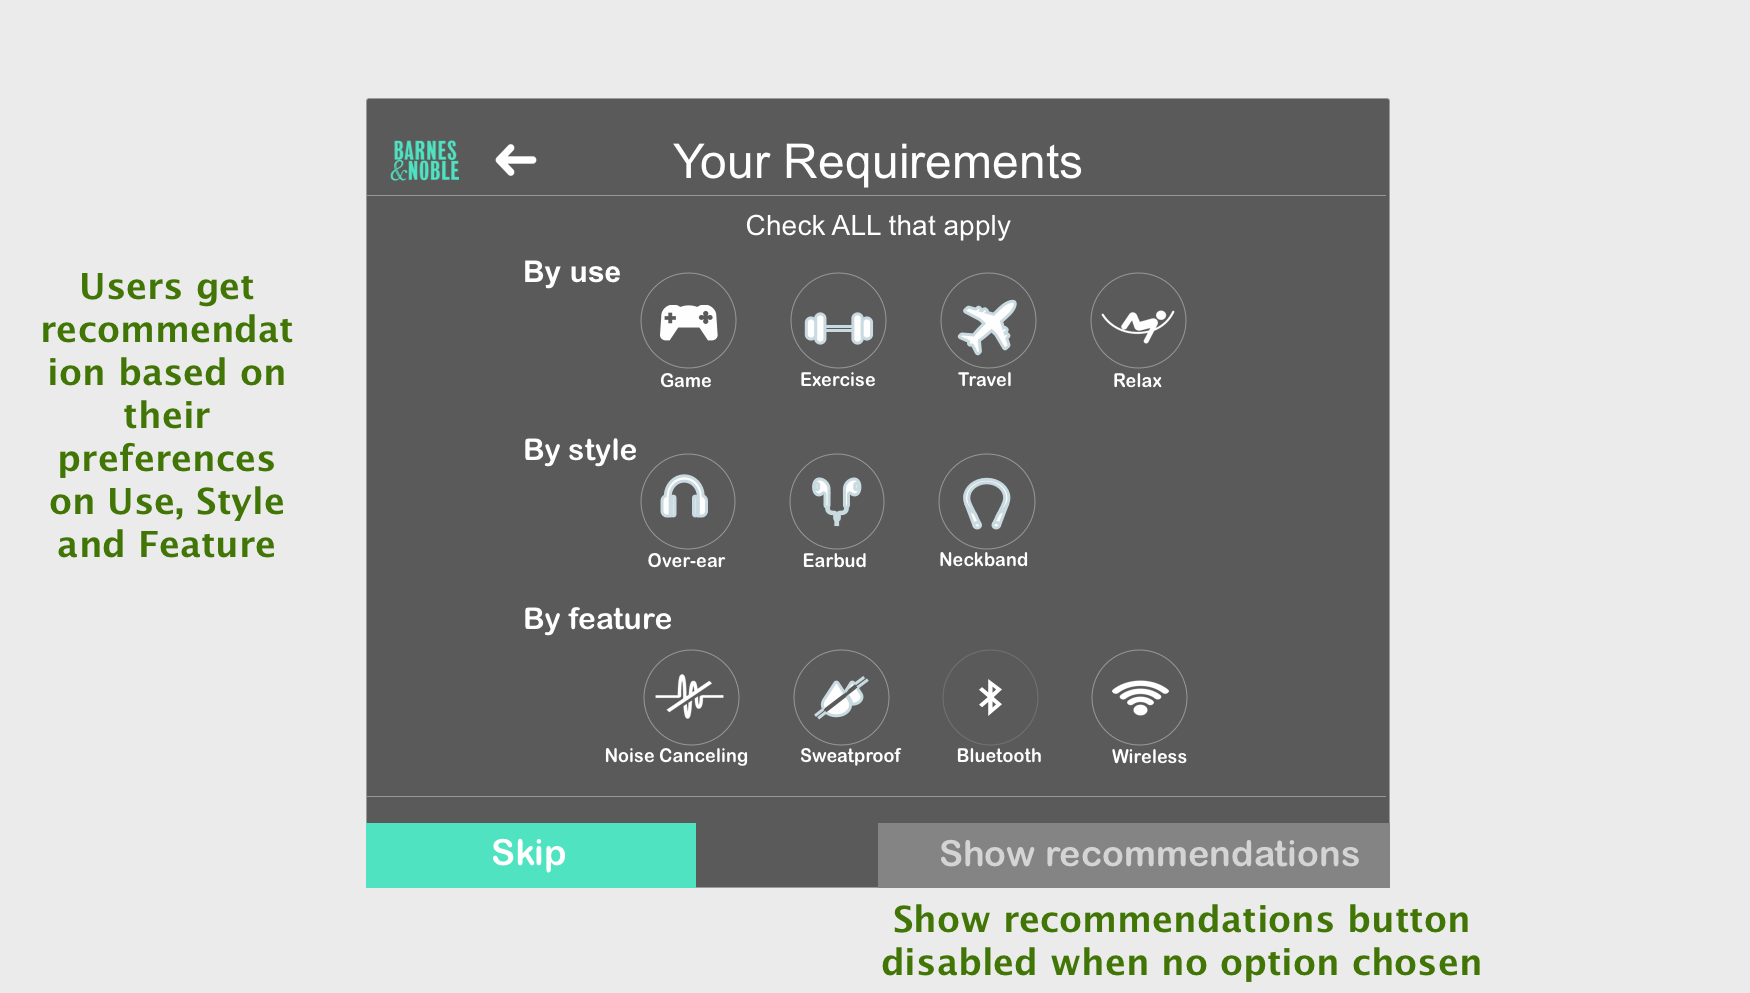 BARNES
&NOBLE
Your Requirements
Check ALL that apply
By use
Game
Exercise
Travel
Relax
By style
Over-ear
Earbud
Neckband
By feature
Noise Canceling
Sweatproof
Bluetooth
Wireless
Skip
Show recommendations
Users get
recommendat
ion based on
their
preferences
on Use, Style
and Feature
Show recommendations button
disabled when no option chosen